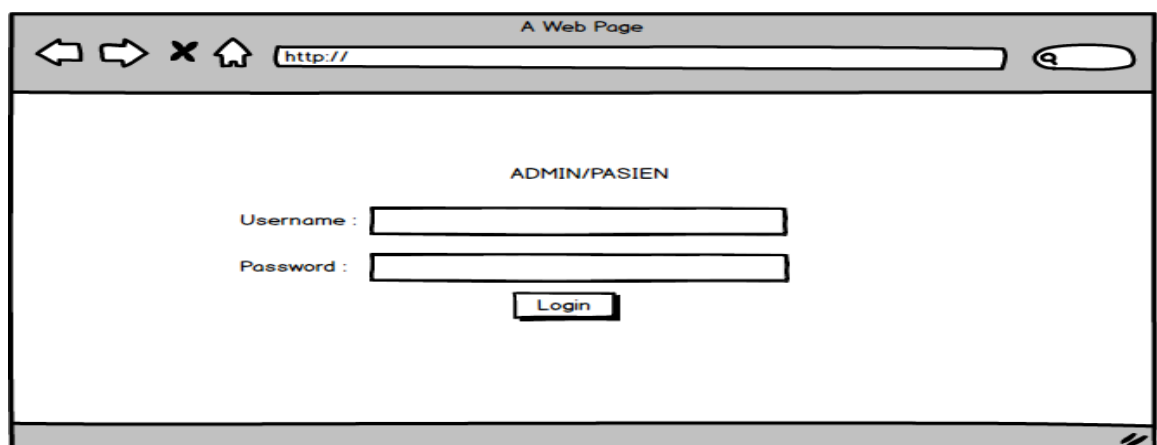 A Web Page
http://
ADMIN/PASIEN
Username :
Password :
Login